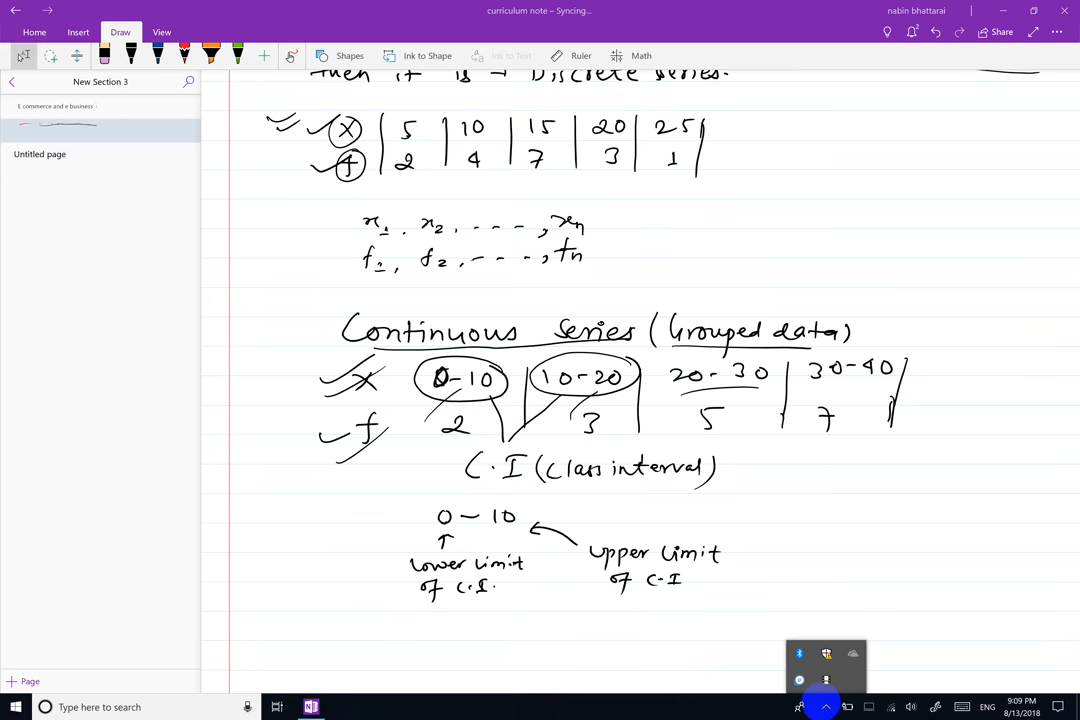 curriculum note - Syncing...
nabin bhattarai
Home Insert Draw View
Share
Shapes Ink to Shape Ink to Text Ruler Math
New Section 3
E commerce and e business :
Untitled page
then it is → Discrete series.
x 5 10 15 20 25
f 2 4 7 3 1
x1, x2, ----, xn
f1, f2, ----, fn
Continuous Series (Grouped data)
x 0-10 10-20 20-30 30-40
f 2 3 5 7
C.I (class interval)
0 - 10
lower limit
of C.I.
upper limit
of C-I
+ Page
Type here to search
ENG
9:09 PM
8/13/2018